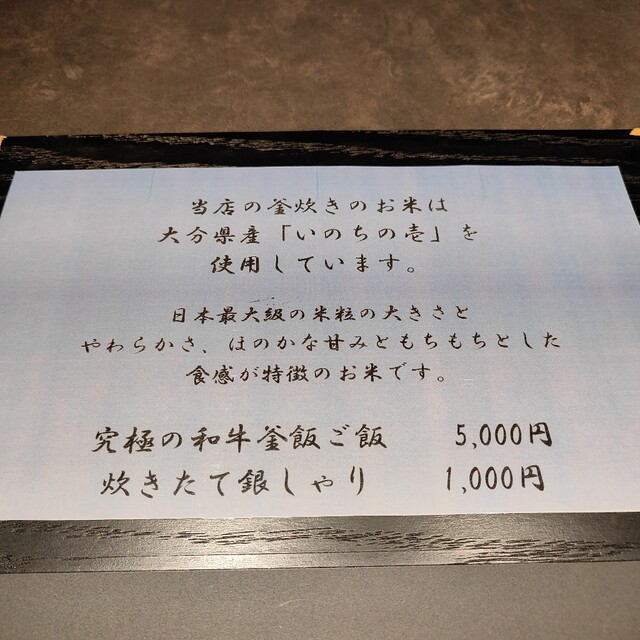 当店の釜炊きのお米は
大分県産「いのちの壱」を
使用しています。
日本最大級の米粒の大きさと
やわらかさ、ほのかな甘みともちもちとした
食感が特徴のお米です。
究極の和牛釜飯ご飯 5,000円
炊きたて銀しゃり 1,000円